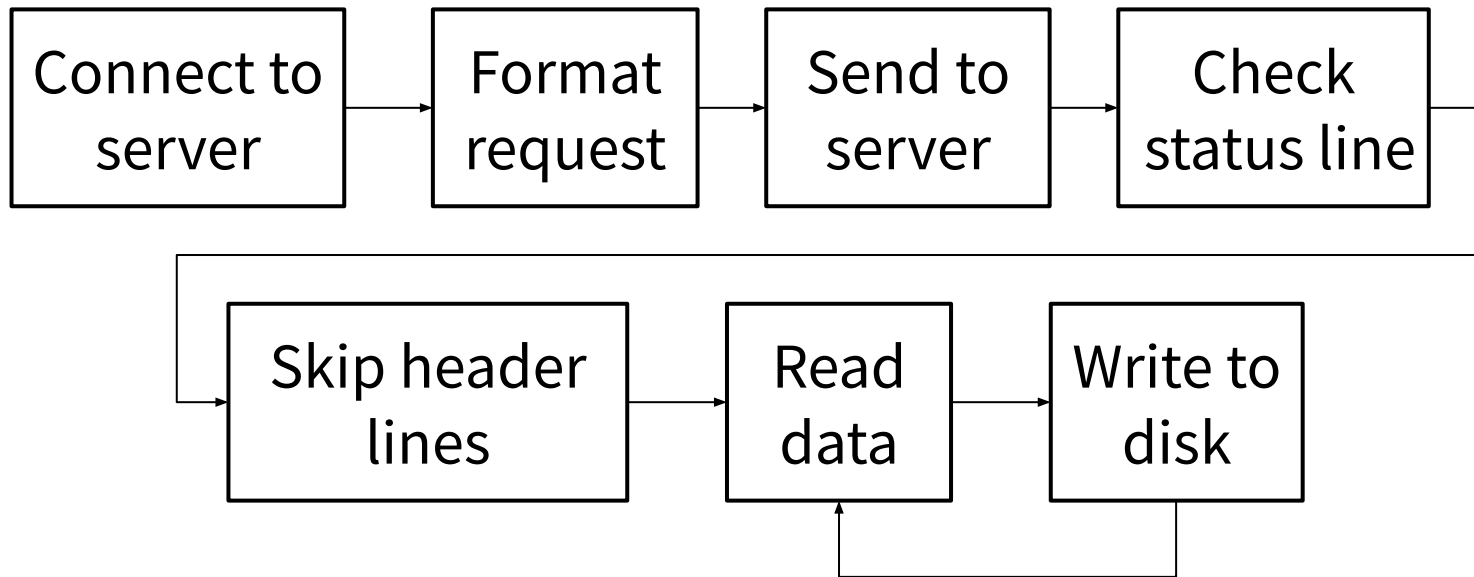 Connect to
server
Format
request
Send to
server
Check
status line
Skip header
lines
Read
data
Write to
disk